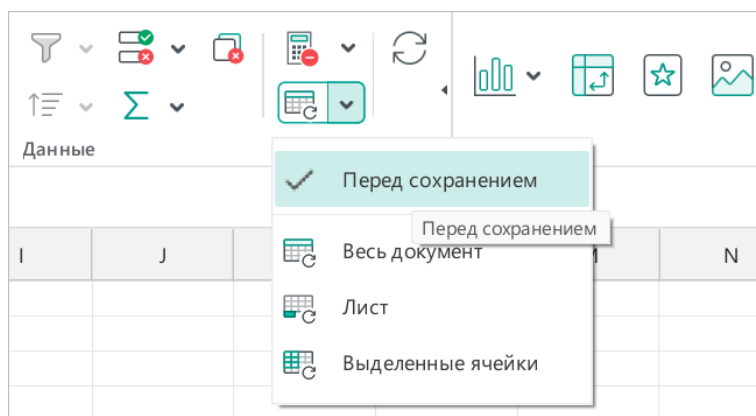 Данные
Перед сохранением
Перед сохранением
Весь документ
Лист
Выделенные ячейки
I J N